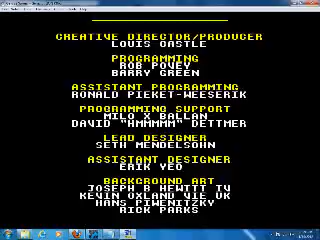 CREATIVE DIRECTOR/PRODUCER
LOUIS CASTLE
PROGRAMMING
ROB POVEY
BARRY GREEN
ASSISTANT PROGRAMMING
RONALD PIEKET-WEESERIK
PROGRAMMING SUPPORT
MILO X BALLAN
DAVID "HMMMMM" DETTMER
LEAD DESIGNER
SETH MENDELSOHN
ASSISTANT DESIGNER
ERIK YEO
BACKGROUND ART
JOSEPH B HEWITT IV
KEVIN OXLAND VIE UK
HANS PIWENITZKY
RICK PARKS